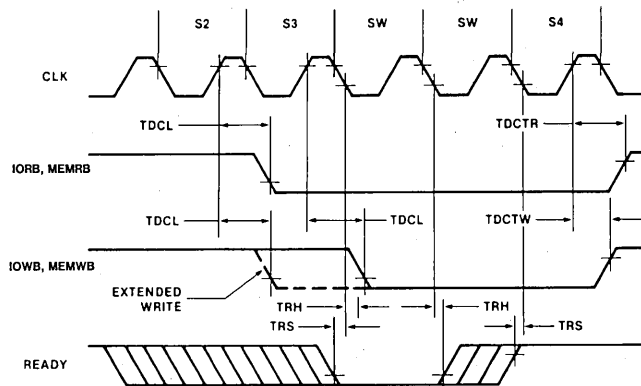 S2 S3 SW SW S4
CLK
TDCL TDCTR
IORB, MEMRB
TDCL TDCL TDCTW
IOWB, MEMWB
EXTENDED
WRITE
TRH TRH
TRS TRS
READY